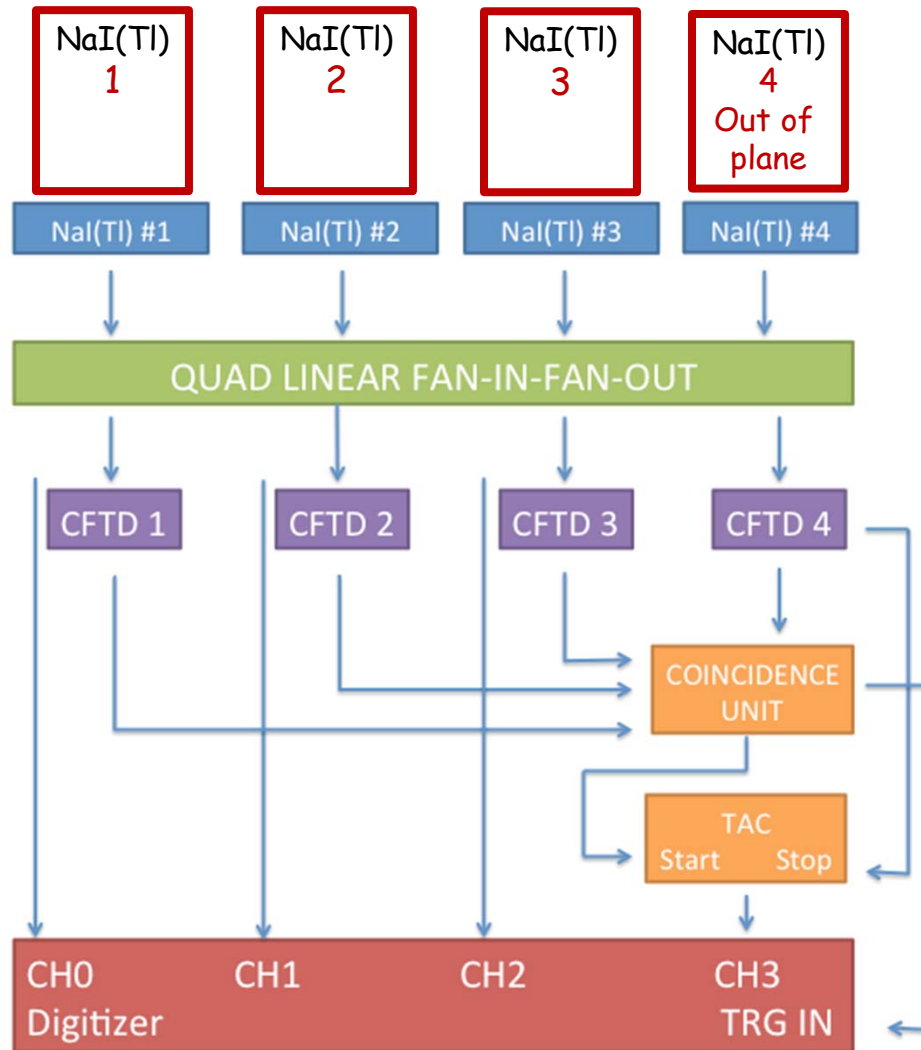 NaI(Tl)
1
NaI(Tl)
2
NaI(Tl)
3
NaI(Tl)
4
Out of
plane
NaI(Tl) #1
NaI(Tl) #2
NaI(Tl) #3
NaI(Tl) #4
QUAD LINEAR FAN-IN-FAN-OUT
CFTD 1
CFTD 2
CFTD 3
CFTD 4
COINCIDENCE
UNIT
TAC
Start Stop
CH0 CH1 CH2 CH3
Digitizer TRG IN